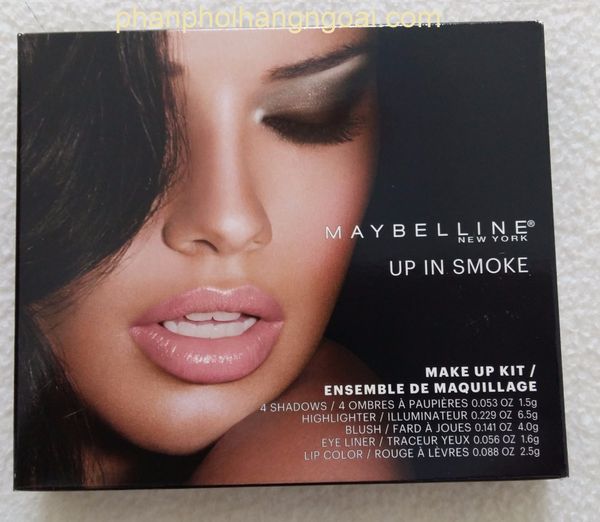 phanphoihangngoai.com
MAYBELLINE®
NEW YORK
UP IN SMOKE
MAKE UP KIT /
ENSEMBLE DE MAQUILLAGE
4 SHADOWS / 4 OMBRES À PAUPIÈRES 0.053 OZ 1.5g
HIGHLIGHTER / ILLUMINATEUR 0.229 OZ 6.5g
BLUSH / FARD À JOUES 0.141 OZ 4.0g
EYE LINER / TRACEUR YEUX 0.056 OZ 1.6g
LIP COLOR / ROUGE À LÈVRES 0.088 OZ 2.5g